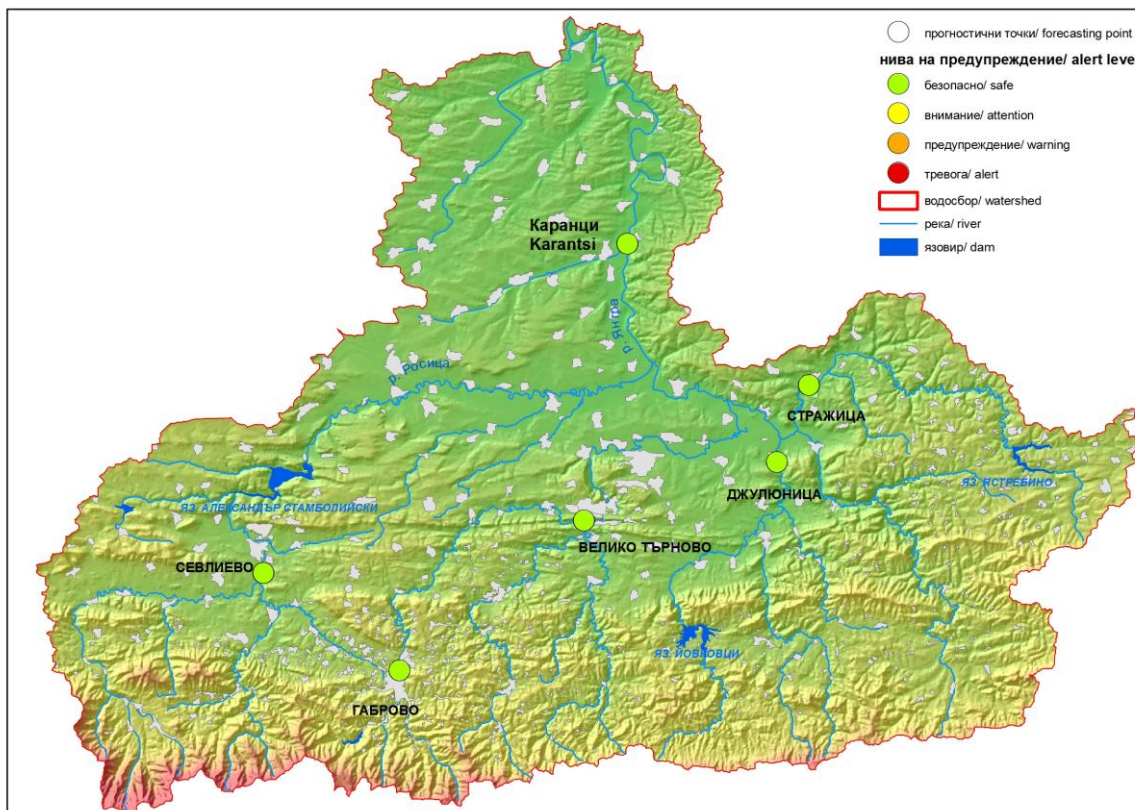 прогностични точки/ forecasting point
нива на предупреждение/ alert leve
безопасно/ safe
внимание/ attention
предупреждение/ warning
тревога/ alert
водосбор/ watershed
река/ river
язовир/ dam
Каранци
Karantsi
р. Янтра
р. Росица
СТРАЖИЦА
ДЖУЛЮНИЦА
ЯЗ. ЯСТРЕБИНО
ЯЗ. АЛЕКСАНДЪР СТАМБОЛИЙСКИ
ВЕЛИКО ТЪРНОВО
СЕВЛИЕВО
ЯЗ. ЙОВКОВЦИ
ГАБРОВО